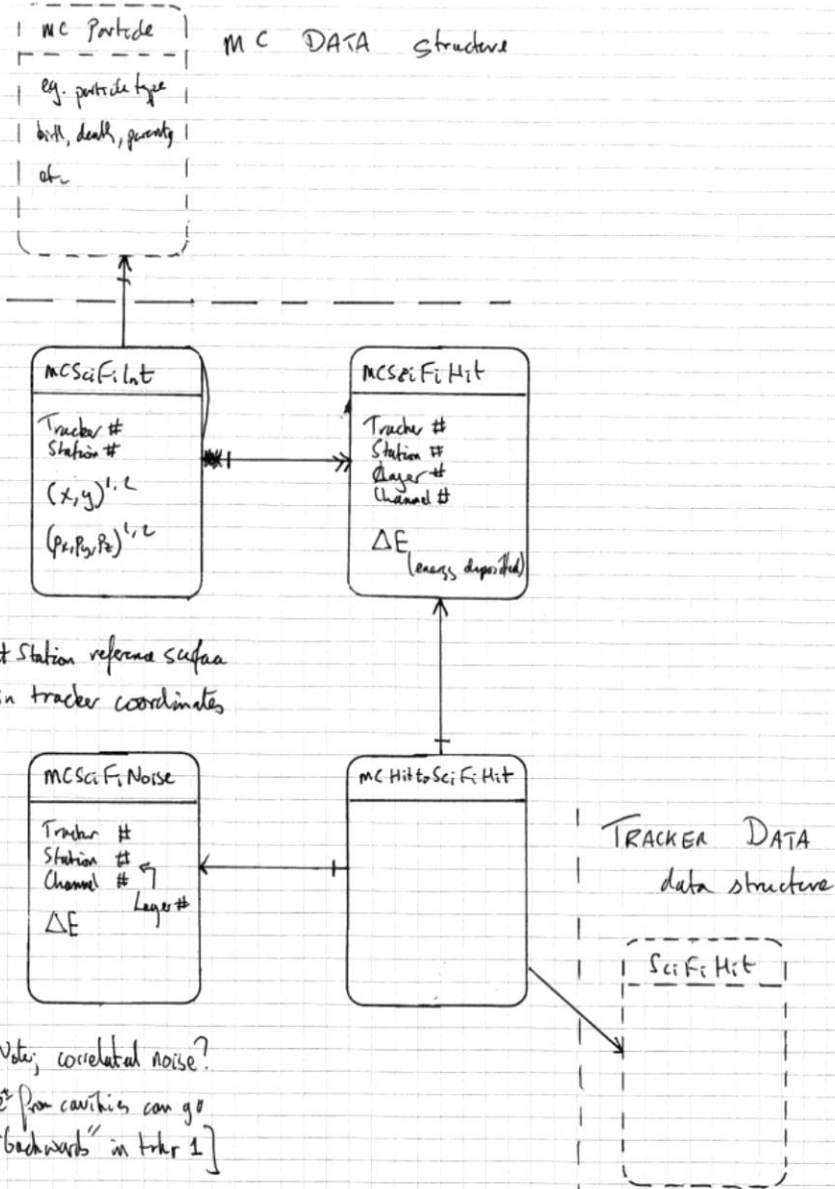 MC Particle
MC DATA structure
eg. particle type
birth, death, parentage
etc
MCSciFiInt
Tracker #
Station #
(x,y)^1,2
(px,py,pz)^1,2
MCSciFiHit
Tracker #
Station #
Layer #
Channel #
ΔE
(energy deposited)
Station reference surface
in tracker coordinates
MCSciFiNoise
Tracker #
Station #
Channel #
Layer #
ΔE
MCHittoSciFiHit
TRACKER DATA
data structure
SciFiHit
Note; correlated noise?
e± from cavities can go
"backwards" in trkr 1]